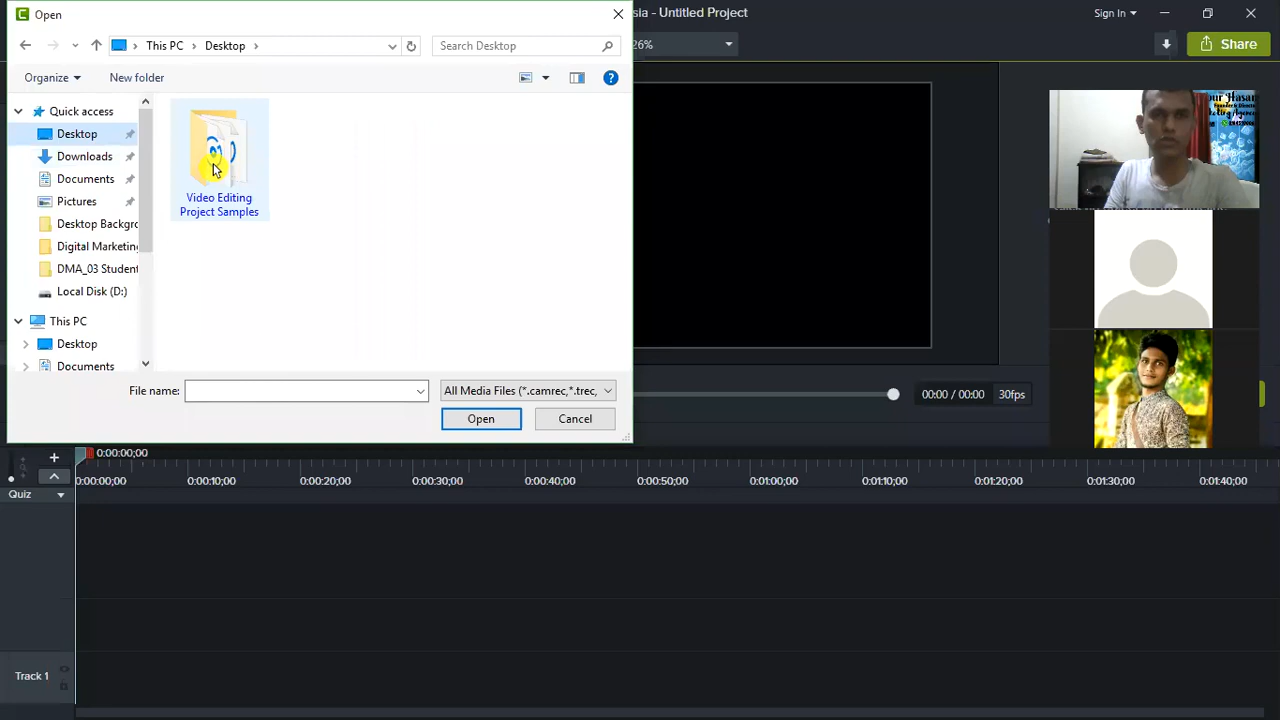 Open
sia - Untitled Project
Sign In
This PC
Desktop
Search Desktop
26%
Share
Organize
New folder
Quick access
Desktop
Downloads
Documents
Pictures
Desktop Backgro
Digital Marketing
DMA_03 Student
Local Disk (D:)
This PC
Desktop
Documents
Video Editing
Project Samples
File name:
All Media Files (*.camrec,*.trec,
Open
Cancel
00:00 / 00:00
30fps
0:00:00;00
0:00:00;00
0:00:10;00
0:00:20;00
0:00:30;00
0:00:40;00
0:00:50;00
0:01:00;00
0:01:10;00
0:01:20;00
0:01:30;00
0:01:40;00
Quiz
Track 1